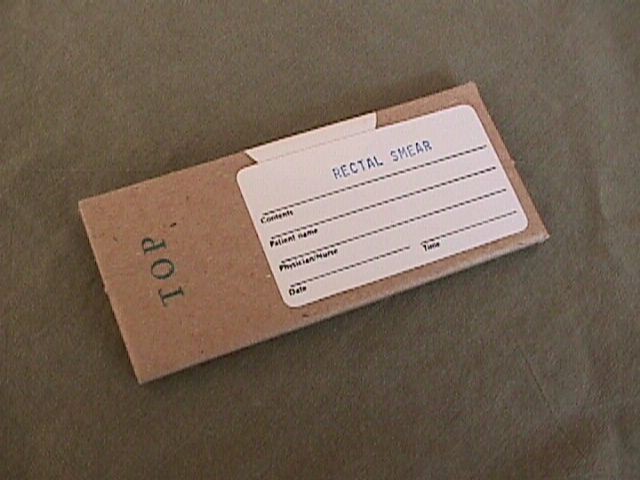 TOP
RECTAL SMEAR
Contents
Patient name
Physician/Nurse
Date Time